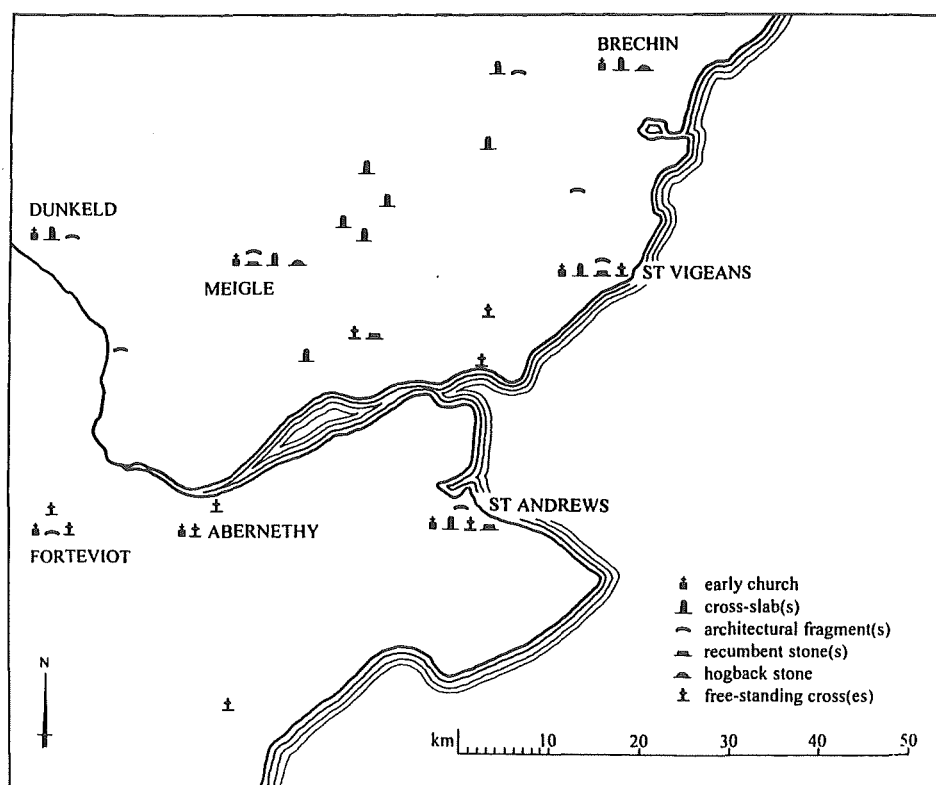 BRECHIN
DUNKELD
MEIGLE
ST VIGEANS
ST ANDREWS
ABERNETHY
FORTEVIOT
early church
cross-slab(s)
architectural fragment(s)
recumbent stone(s)
hogback stone
free-standing cross(es)
N
km 10 20 30 40 50